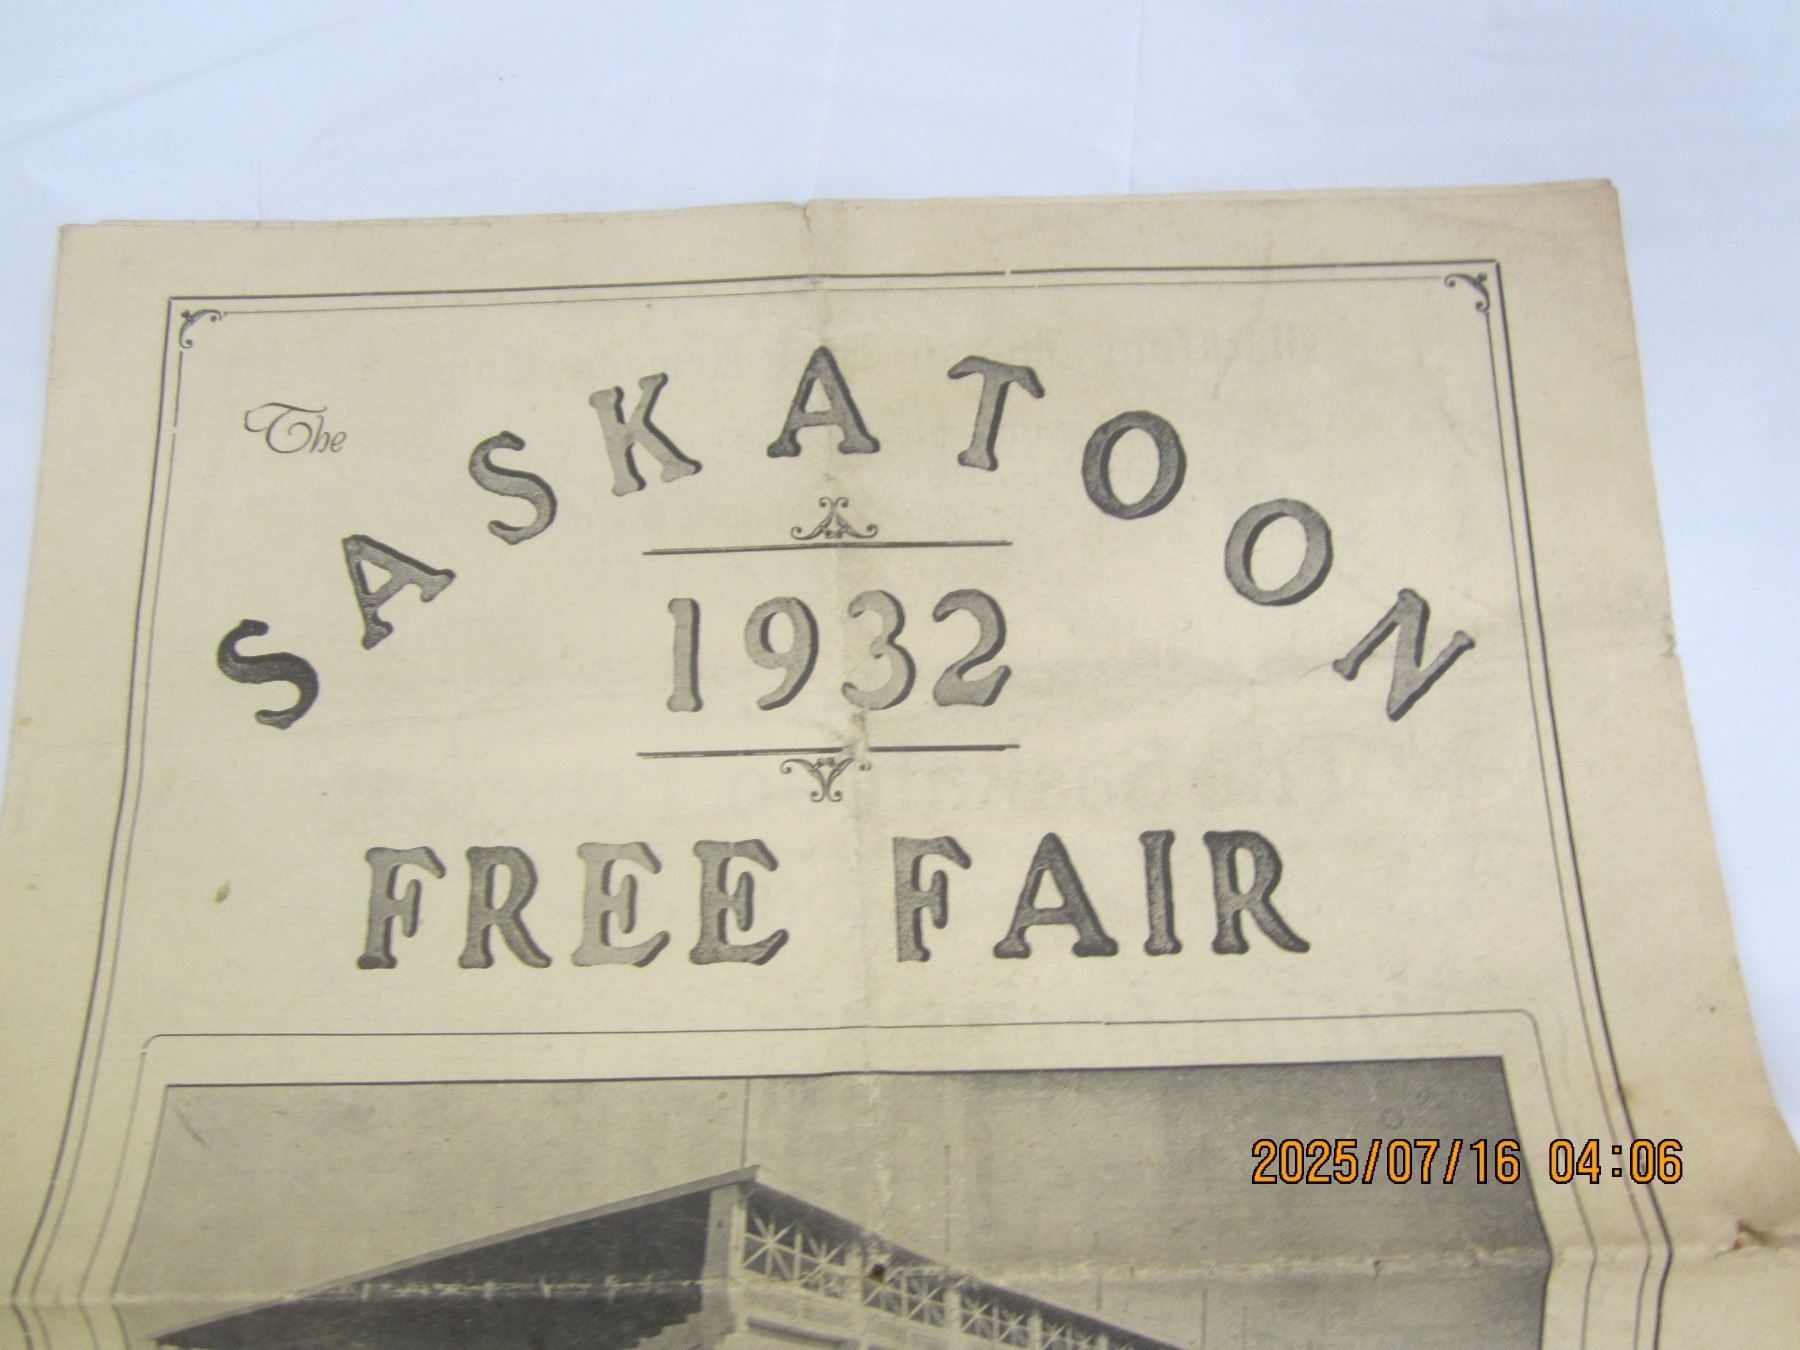 The
SASKATOON
1932
FREE FAIR
2025/07/16 04:06